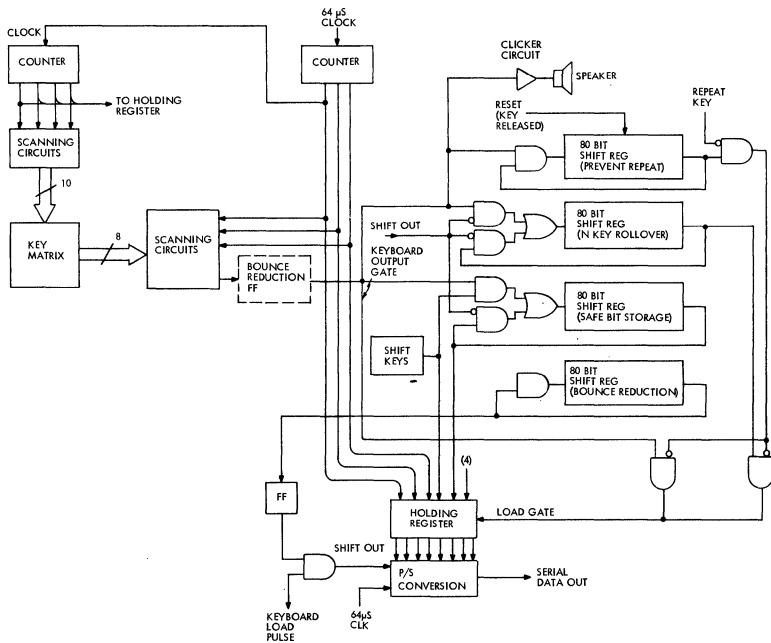 64 µS
CLOCK
CLOCK
COUNTER
COUNTER
TO HOLDING
REGISTER
SCANNING
CIRCUITS
10
KEY
MATRIX
8
SCANNING
CIRCUITS
BOUNCE
REDUCTION
FF
CLICKER
CIRCUIT
SPEAKER
RESET
(KEY
RELEASED)
REPEAT
KEY
80 BIT
SHIFT REG
(PREVENT REPEAT)
SHIFT OUT
KEYBOARD
OUTPUT
GATE
80 BIT
SHIFT REG
(N KEY ROLLOVER)
80 BIT
SHIFT REG
(SAFE BIT STORAGE)
SHIFT
KEYS
80 BIT
SHIFT REG
(BOUNCE REDUCTION)
(4)
FF
HOLDING
REGISTER
LOAD GATE
SHIFT OUT
P/S
CONVERSION
SERIAL
DATA OUT
KEYBOARD
LOAD
PULSE
64µS
CLK